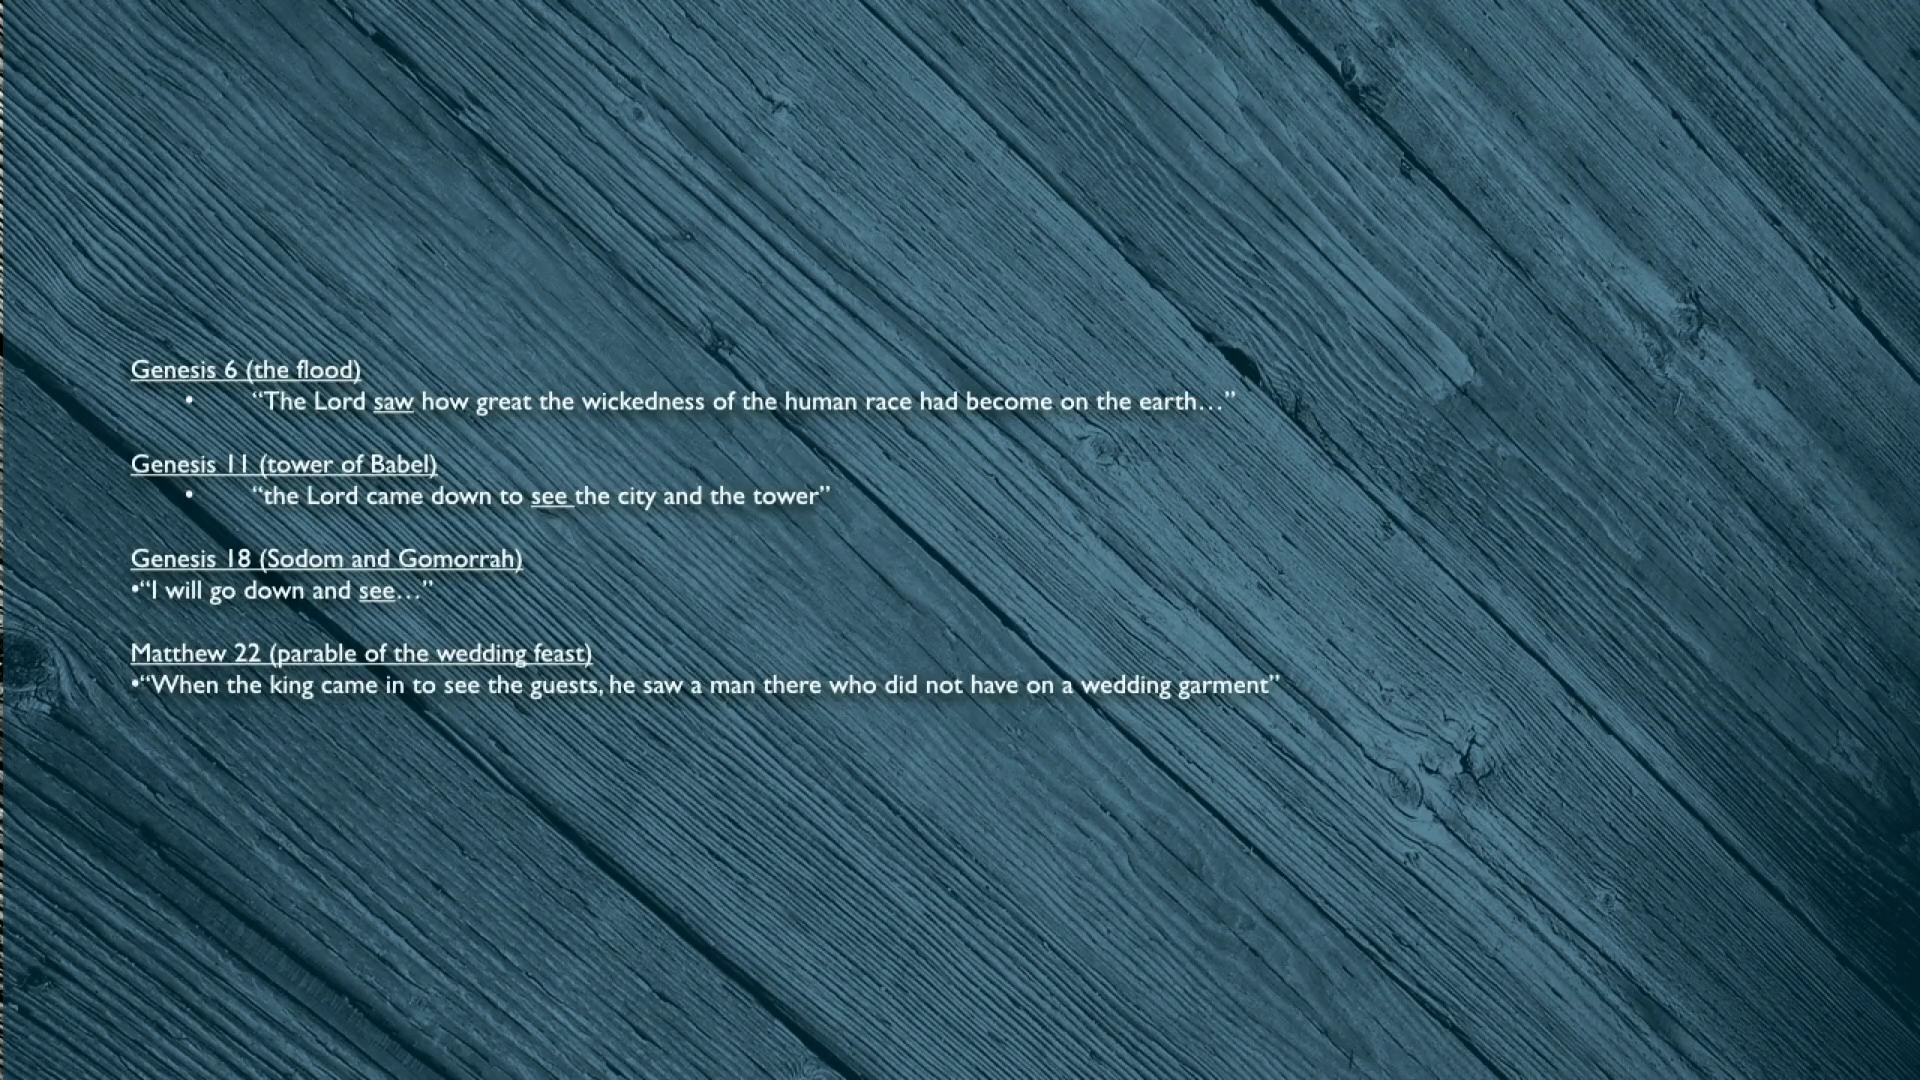 Genesis 6 (the flood)
• “The Lord saw how great the wickedness of the human race had become on the earth…”
Genesis 11 (tower of Babel)
• “the Lord came down to see the city and the tower”
Genesis 18 (Sodom and Gomorrah)
•“I will go down and see…”
Matthew 22 (parable of the wedding feast)
•“When the king came in to see the guests, he saw a man there who did not have on a wedding garment”